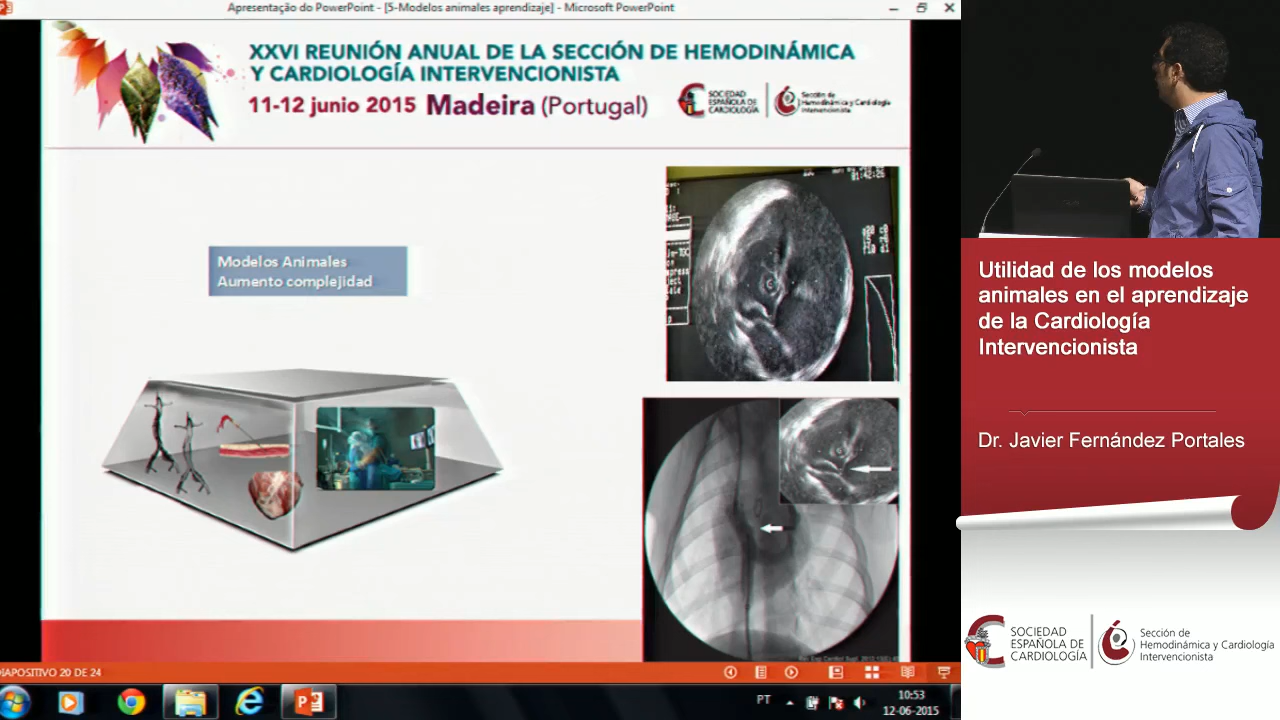 Apresentação do PowerPoint - [5-Modelos animales aprendizaje] - Microsoft PowerPoint
XXVI REUNIÓN ANUAL DE LA SECCIÓN DE HEMODINÁMICA
Y CARDIOLOGÍA INTERVENCIONISTA
11-12 junio 2015 Madeira (Portugal)
SOCIEDAD
ESPAÑOLA DE
CARDIOLOGÍA
Sección de
Hemodinámica y Cardiología
Intervencionista
01:42:26
Modelos Animales
Aumento complejidad
DIAPOSITIVO 20 DE 24
PT
10:53
12-06-2015
Utilidad de los modelos
animales en el aprendizaje
de la Cardiología
Intervencionista
Dr. Javier Fernández Portales
SOCIEDAD
ESPAÑOLA DE
CARDIOLOGÍA
Sección de
Hemodinámica y Cardiología
Intervencionista